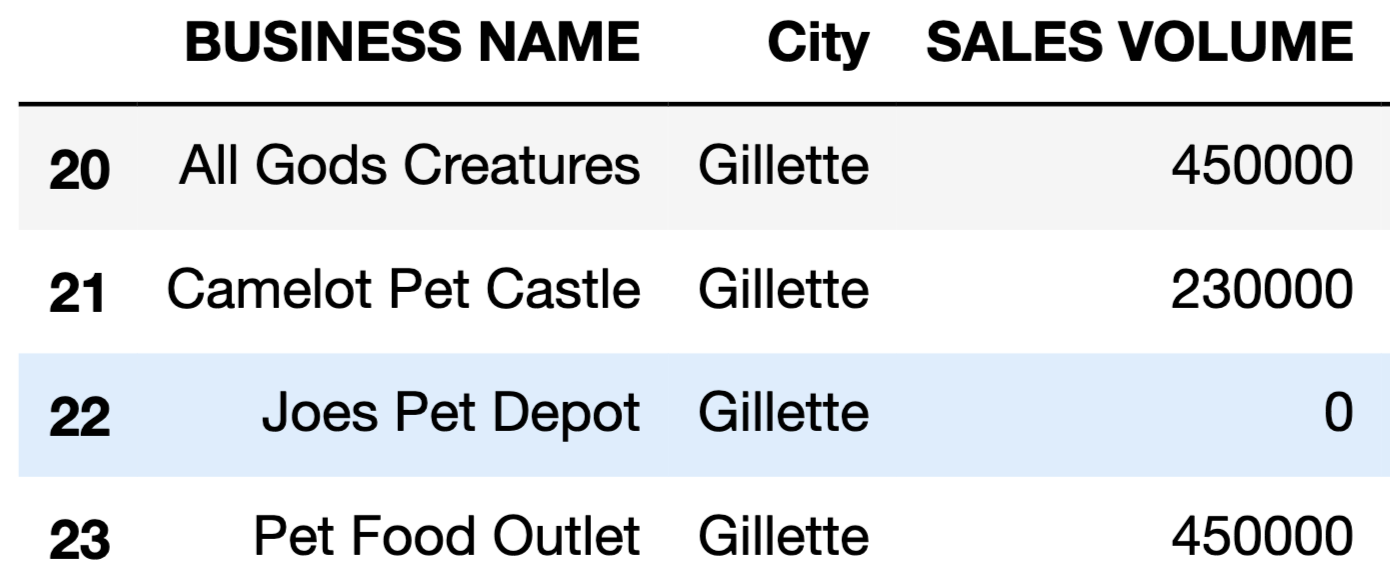 BUSINESS NAME City SALES VOLUME
20 All Gods Creatures Gillette 450000
21 Camelot Pet Castle Gillette 230000
22 Joes Pet Depot Gillette 0
23 Pet Food Outlet Gillette 450000